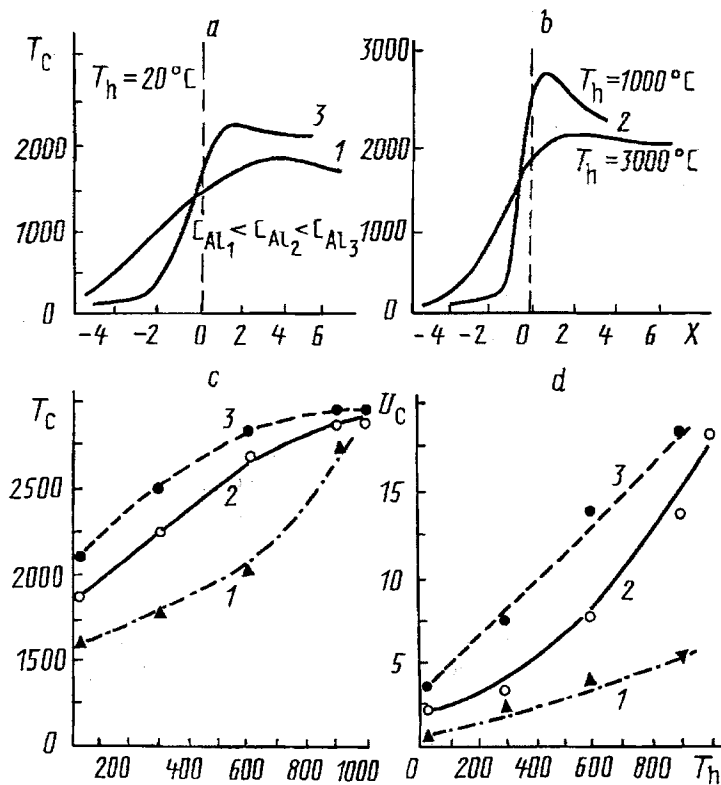 a
T_c
3000
T_h = 20°C
3
1
2000
C_Al1 < C_Al2 < C_Al3
1000
0
-4 -2 0 2 4 6
b
3000
T_h = 1000°C
2
2000
T_h = 3000°C
1000
0
-4 -2 0 2 4 6 X
c
T_c
3
2500
2
2000
1
1500
0
200 400 600 800 1000
d
U_c
15
3
10
2
5
1
0
0 200 400 600 800 T_h